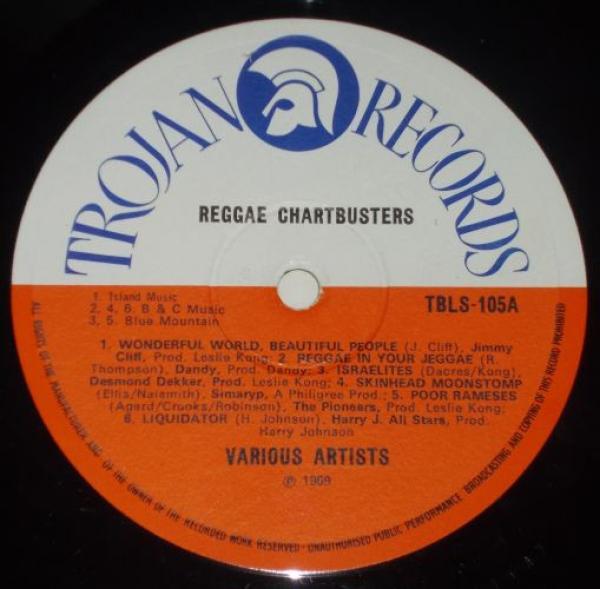 TROJAN RECORDS
REGGAE CHARTBUSTERS
1. Island Music
2, 4, 6. B & C Music
3, 5. Blue Mountain
TBLS-105A
1. WONDERFUL WORLD, BEAUTIFUL PEOPLE (J. Cliff), Jimmy
Cliff, Prod. Leslie Kong; 2. REGGAE IN YOUR JEGGAE (R.
Thompson), Dandy, Prod. Dandy; 3. ISRAELITES (Dacres/Kong),
Desmond Dekker, Prod. Leslie Kong; 4. SKINHEAD MOONSTOMP
(Ellis/Naismith), Simaryp, A Philigree Prod.; 5. POOR RAMESES
(Agard/Crooks/Robinson), The Pioneers, Prod. Leslie Kong;
6. LIQUIDATOR (H. Johnson), Harry J. All Stars, Prod.
Harry Johnson
VARIOUS ARTISTS
℗ 1969
ALL RIGHTS OF THE MANUFACTURER AND OF THE OWNER OF THE RECORDED WORK RESERVED · UNAUTHORISED PUBLIC PERFORMANCE, BROADCASTING AND COPYING OF THIS RECORD PROHIBITED